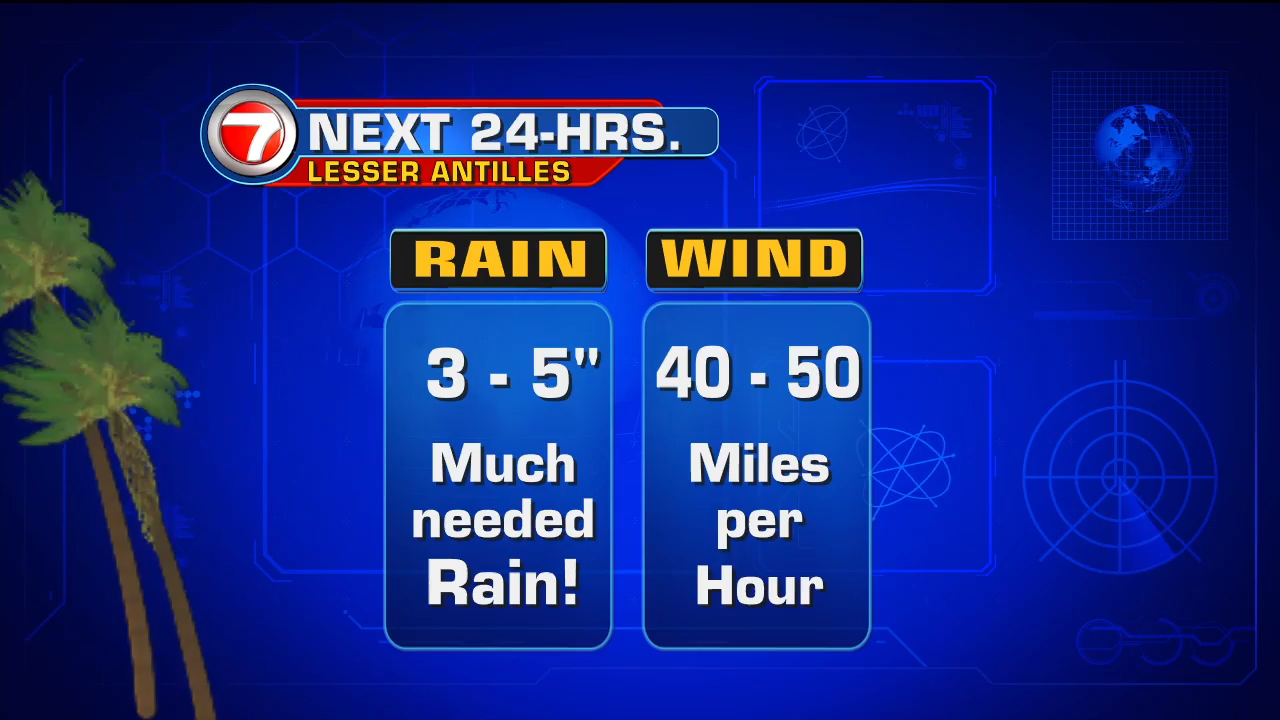 7
NEXT 24-HRS.
LESSER ANTILLES
RAIN
3 - 5"
Much
needed
Rain!
WIND
40 - 50
Miles
per
Hour